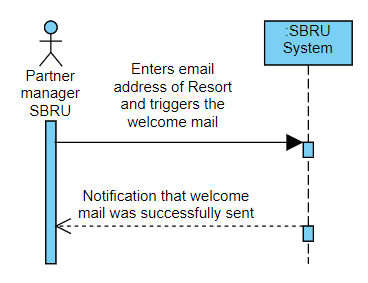 :SBRU
System
Partner
manager
SBRU
Enters email
address of Resort
and triggers the
welcome mail
Notification that welcome
mail was successfully sent